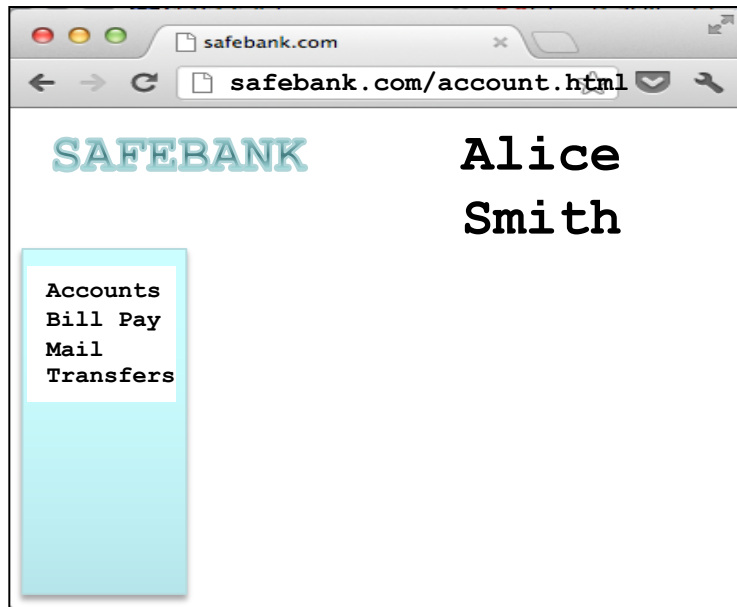 safebank.com
safebank.com/account.html
SAFEBANK
Alice
Smith
Accounts
Bill Pay
Mail
Transfers